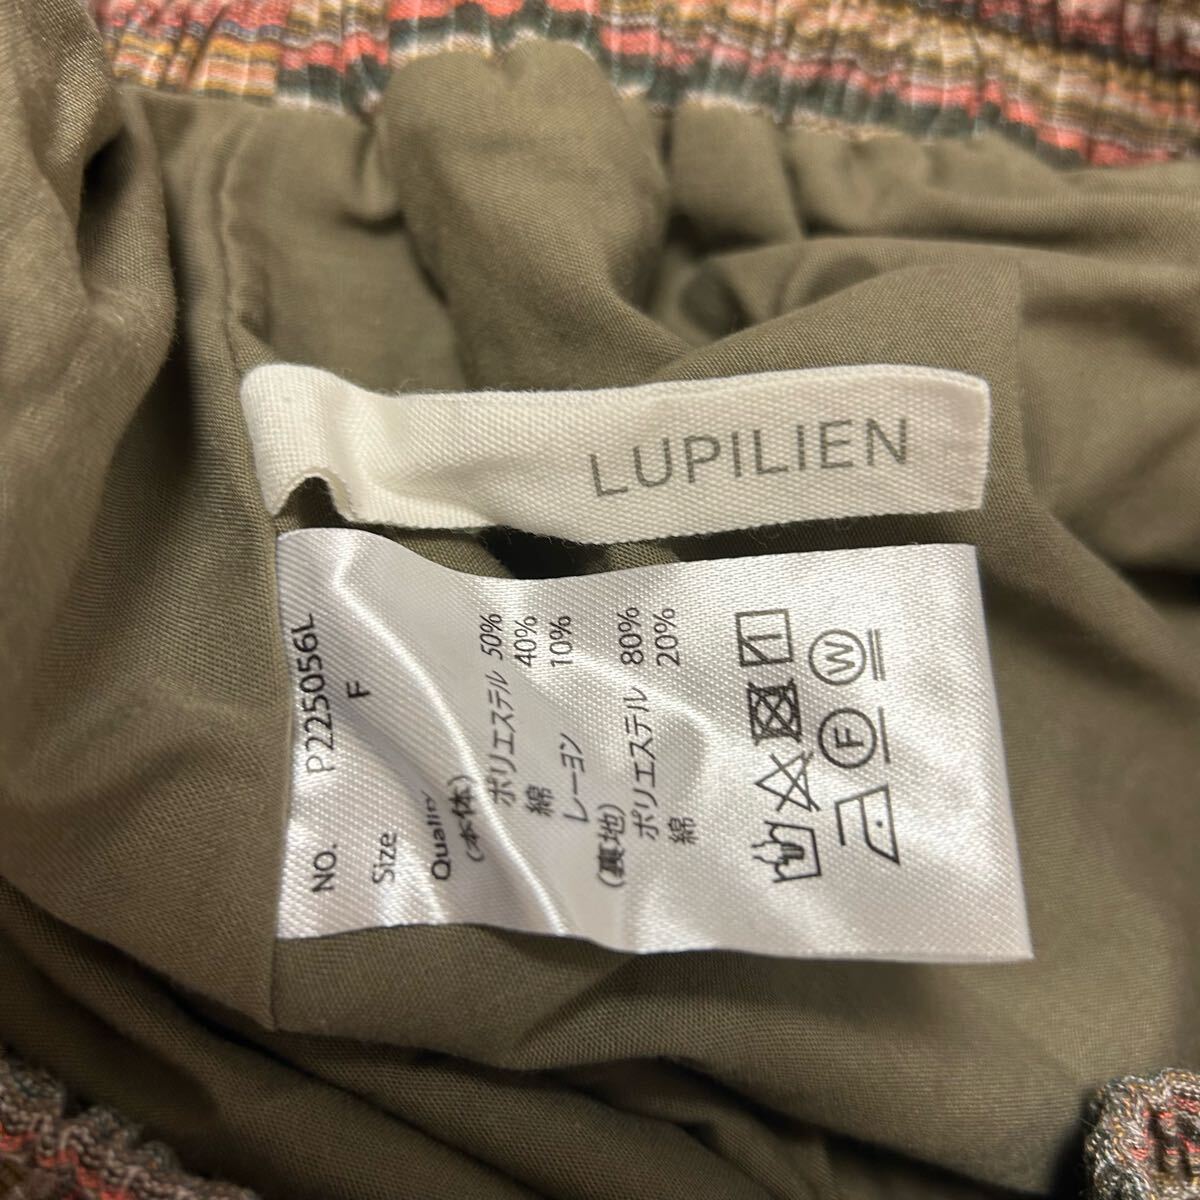 LUPILIEN
NO. P225056L
Size F
Quality
(本体)
ポリエステル 50%
綿 40%
レーヨン 10%
(裏地)
ポリエステル 80%
綿 20%
W
F